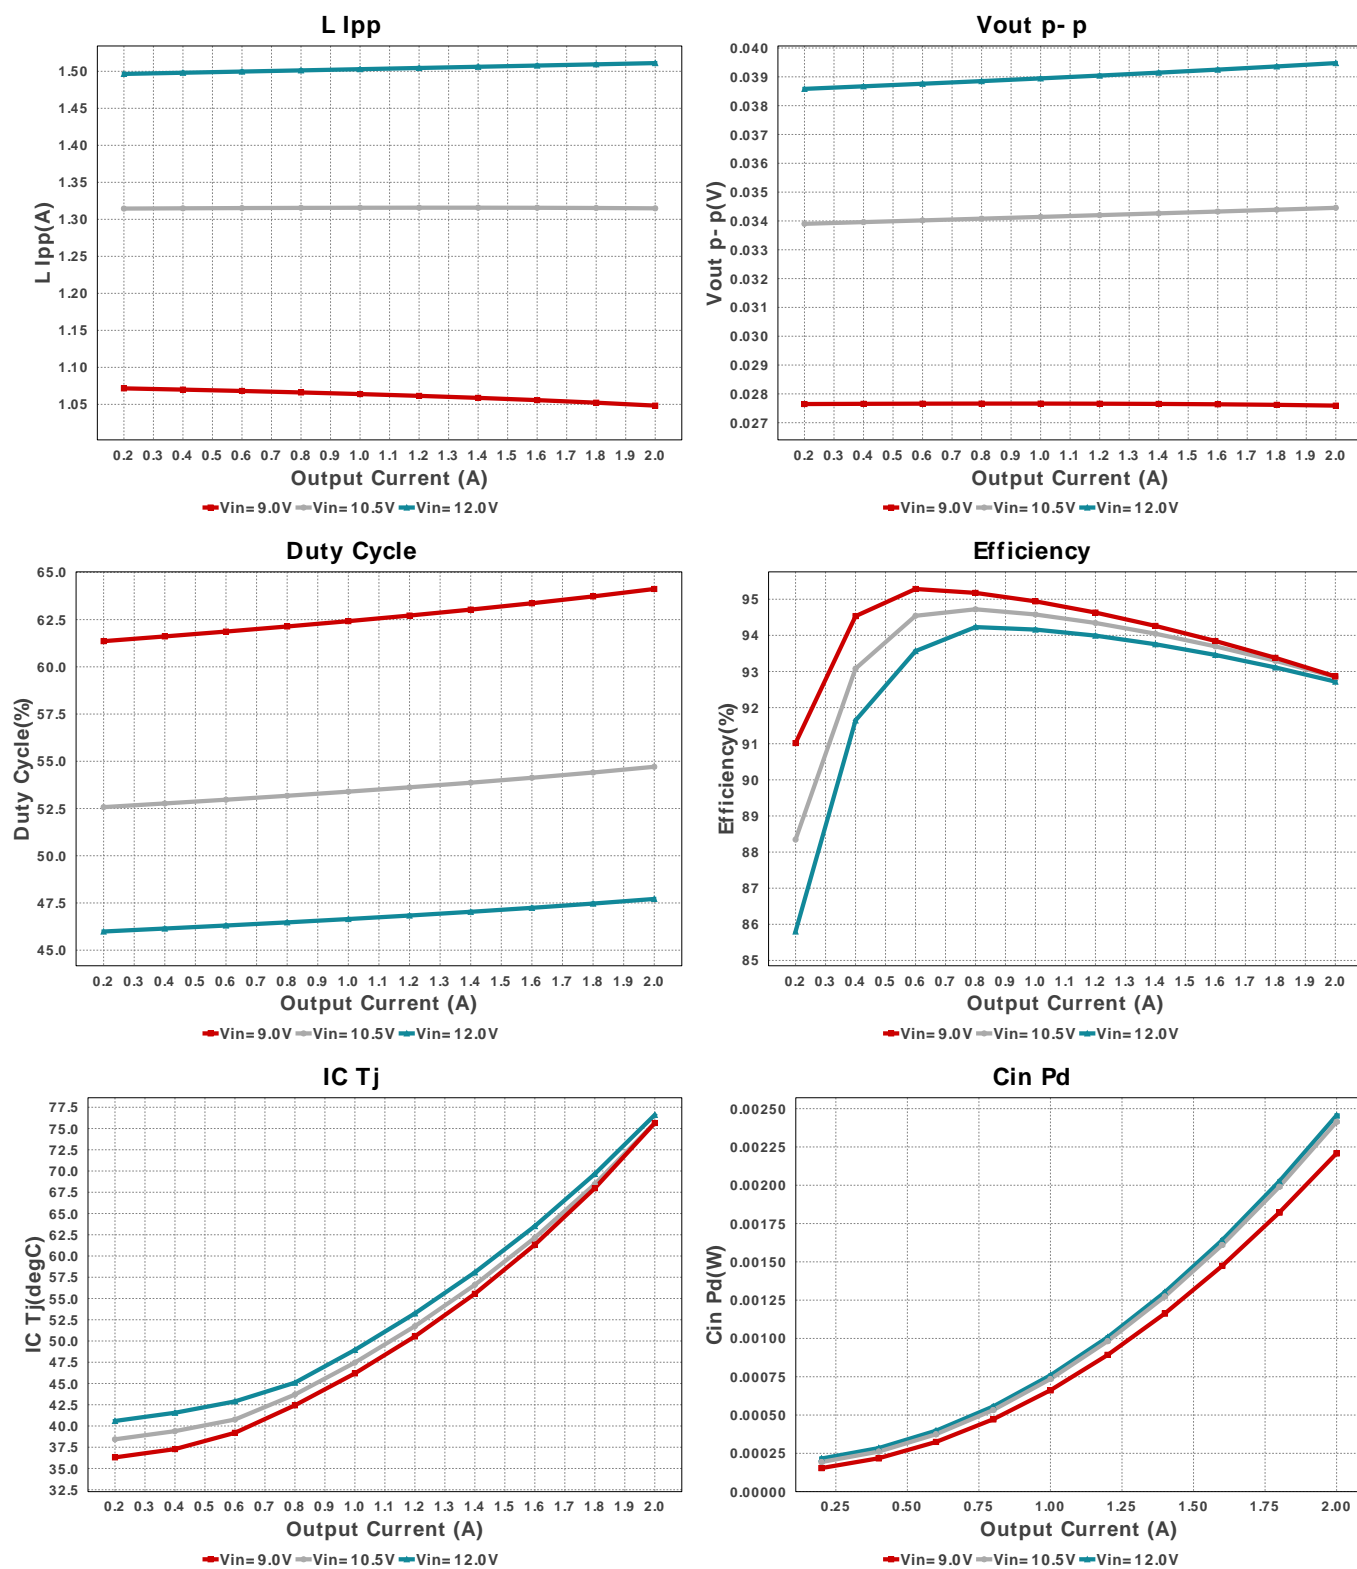 L Ipp
1.50
1.45
1.40
1.35
1.30
1.25
1.20
1.15
1.10
1.05
L Ipp(A)
0.2 0.3 0.4 0.5 0.6 0.7 0.8 0.9 1.0 1.1 1.2 1.3 1.4 1.5 1.6 1.7 1.8 1.9 2.0
Output Current (A)
Vin=9.0V Vin=10.5V Vin=12.0V
Vout p-p
0.040
0.039
0.038
0.037
0.036
0.035
0.034
0.033
0.032
0.031
0.030
0.029
0.028
0.027
Vout p-p(V)
0.2 0.3 0.4 0.5 0.6 0.7 0.8 0.9 1.0 1.1 1.2 1.3 1.4 1.5 1.6 1.7 1.8 1.9 2.0
Output Current (A)
Vin=9.0V Vin=10.5V Vin=12.0V
Duty Cycle
65.0
62.5
60.0
57.5
55.0
52.5
50.0
47.5
45.0
Duty Cycle(%)
0.2 0.3 0.4 0.5 0.6 0.7 0.8 0.9 1.0 1.1 1.2 1.3 1.4 1.5 1.6 1.7 1.8 1.9 2.0
Output Current (A)
Vin=9.0V Vin=10.5V Vin=12.0V
Efficiency
95
94
93
92
91
90
89
88
87
86
85
Efficiency(%)
0.2 0.3 0.4 0.5 0.6 0.7 0.8 0.9 1.0 1.1 1.2 1.3 1.4 1.5 1.6 1.7 1.8 1.9 2.0
Output Current (A)
Vin=9.0V Vin=10.5V Vin=12.0V
IC Tj
77.5
75.0
72.5
70.0
67.5
65.0
62.5
60.0
57.5
55.0
52.5
50.0
47.5
45.0
42.5
40.0
37.5
35.0
32.5
IC Tj(degC)
0.2 0.3 0.4 0.5 0.6 0.7 0.8 0.9 1.0 1.1 1.2 1.3 1.4 1.5 1.6 1.7 1.8 1.9 2.0
Output Current (A)
Vin=9.0V Vin=10.5V Vin=12.0V
Cin Pd
0.00250
0.00225
0.00200
0.00175
0.00150
0.00125
0.00100
0.00075
0.00050
0.00025
0.00000
Cin Pd(W)
0.25 0.50 0.75 1.00 1.25 1.50 1.75 2.00
Output Current (A)
Vin=9.0V Vin=10.5V Vin=12.0V